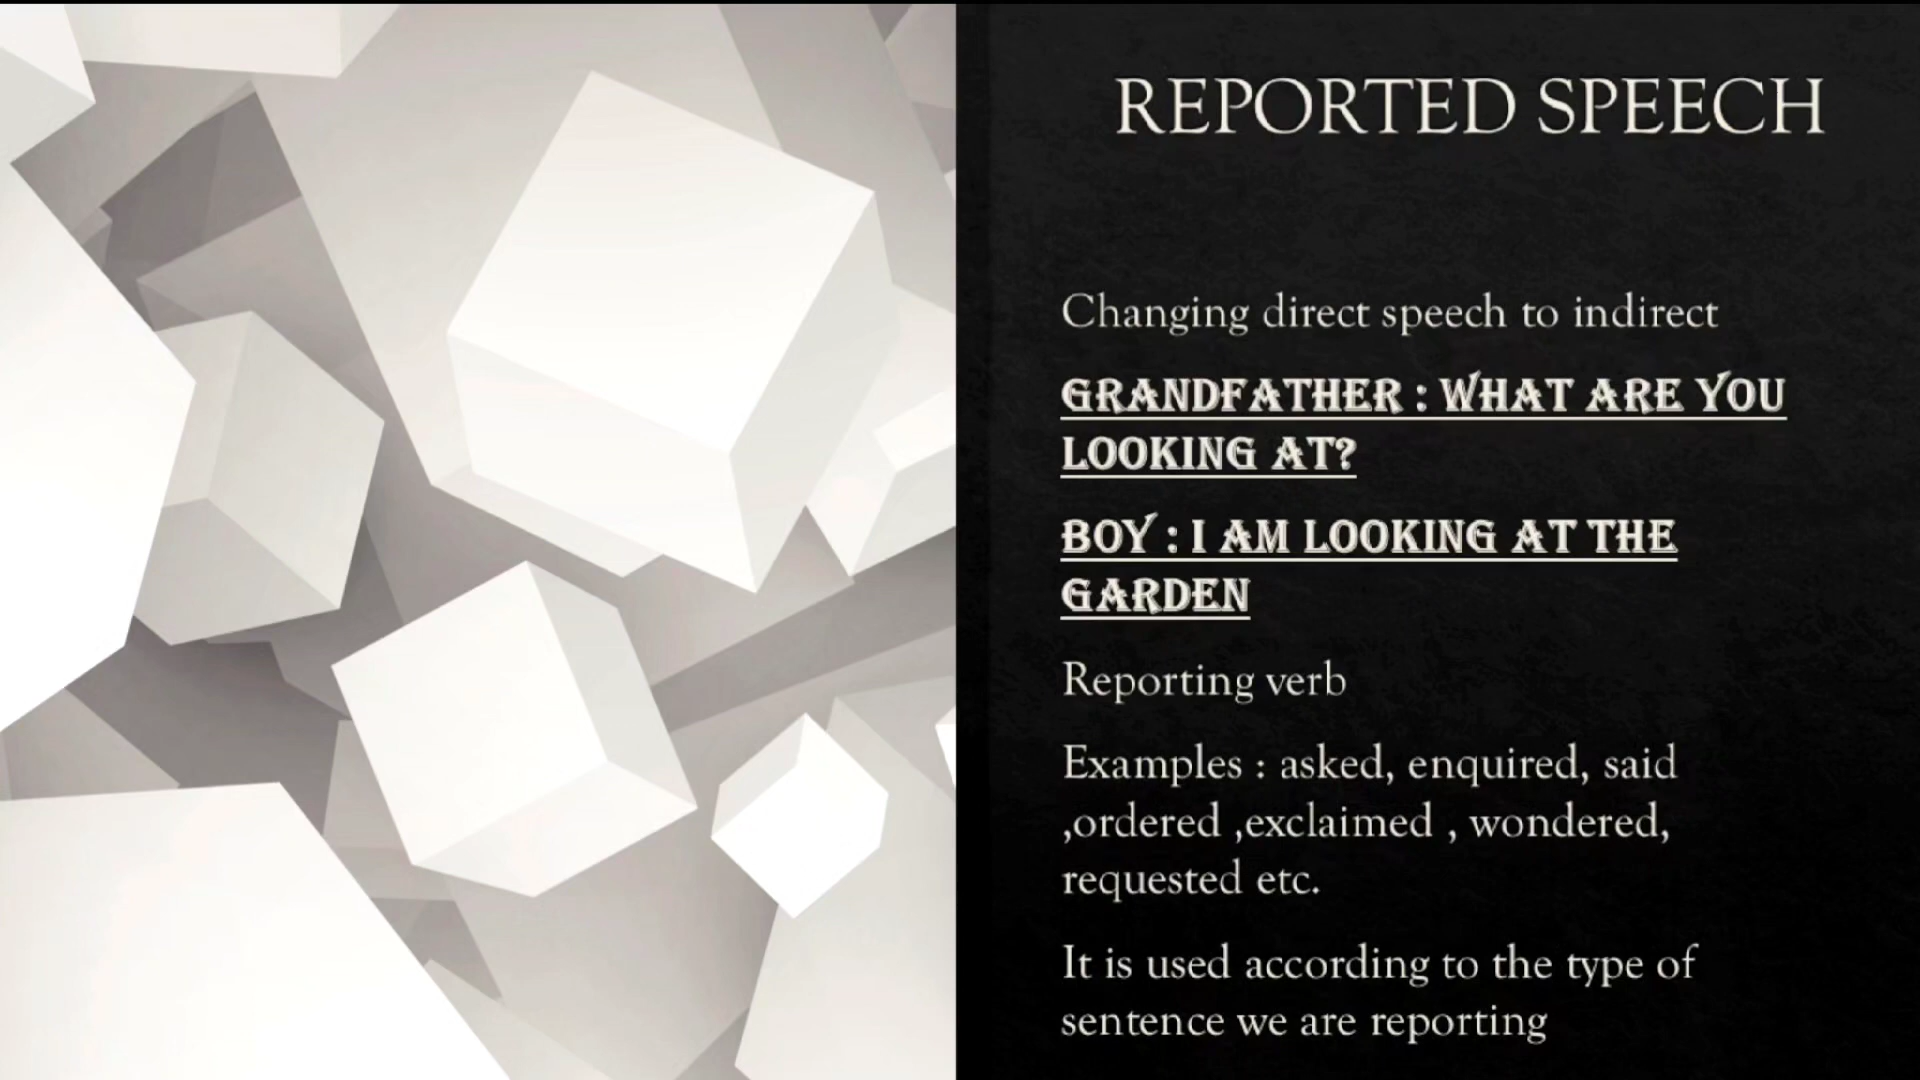 REPORTED SPEECH
Changing direct speech to indirect
GRANDFATHER : WHAT ARE YOU
LOOKING AT?
BOY : I AM LOOKING AT THE
GARDEN
Reporting verb
Examples : asked, enquired, said
,ordered ,exclaimed , wondered,
requested etc.
It is used according to the type of
sentence we are reporting